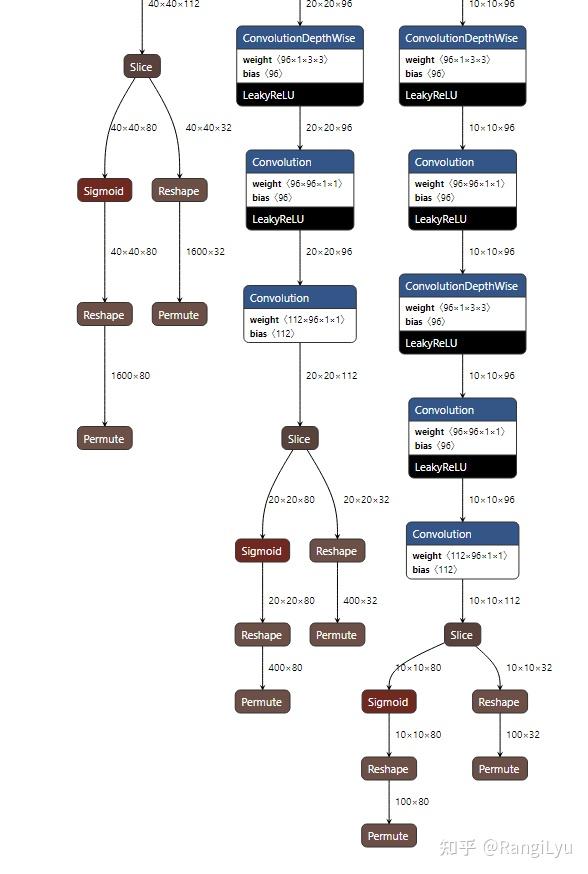 40×40×112
20×20×96
10×10×96
Slice
40×40×80
40×40×32
Sigmoid
Reshape
40×40×80
1600×32
Reshape
Permute
1600×80
Permute
ConvolutionDepthWise
weight〈96×1×3×3〉
bias〈96〉
LeakyReLU
20×20×96
Convolution
weight〈96×96×1×1〉
bias〈96〉
LeakyReLU
20×20×96
Convolution
weight〈112×96×1×1〉
bias〈112〉
20×20×112
Slice
20×20×80
20×20×32
Sigmoid
Reshape
20×20×80
400×32
Reshape
Permute
400×80
Permute
ConvolutionDepthWise
weight〈96×1×3×3〉
bias〈96〉
LeakyReLU
10×10×96
Convolution
weight〈96×96×1×1〉
bias〈96〉
LeakyReLU
10×10×96
ConvolutionDepthWise
weight〈96×1×3×3〉
bias〈96〉
LeakyReLU
10×10×96
Convolution
weight〈96×96×1×1〉
bias〈96〉
LeakyReLU
10×10×96
Convolution
weight〈112×96×1×1〉
bias〈112〉
10×10×112
Slice
10×10×80
10×10×32
Sigmoid
Reshape
10×10×80
100×32
Reshape
Permute
100×80
Permute
知乎 @RangiLyu